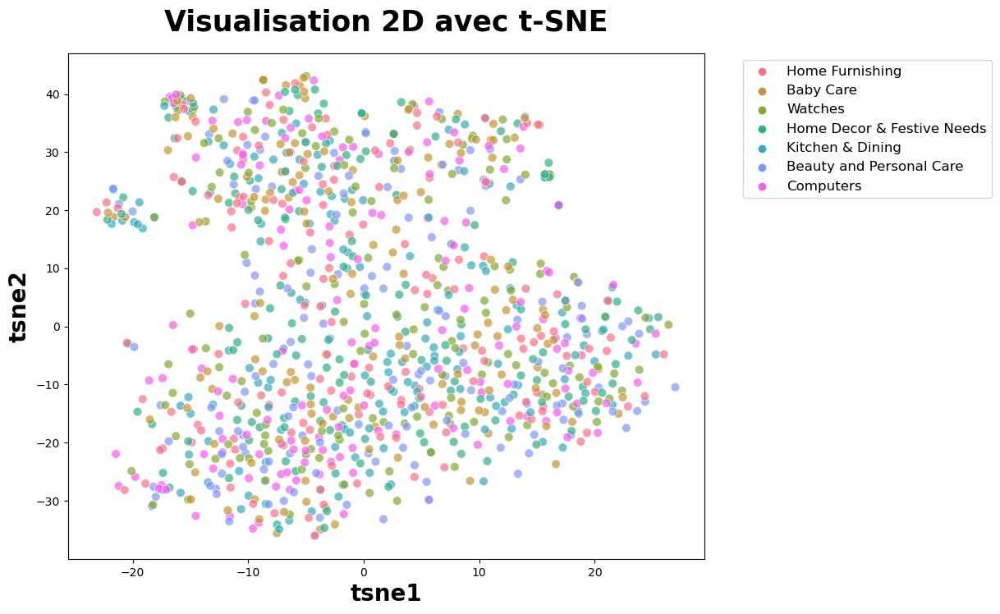 Visualisation 2D avec t-SNE
Home Furnishing
Baby Care
Watches
Home Decor & Festive Needs
Kitchen & Dining
Beauty and Personal Care
Computers
tsne2
40
30
20
10
0
−10
−20
−30
−20
−10
0
10
20
tsne1